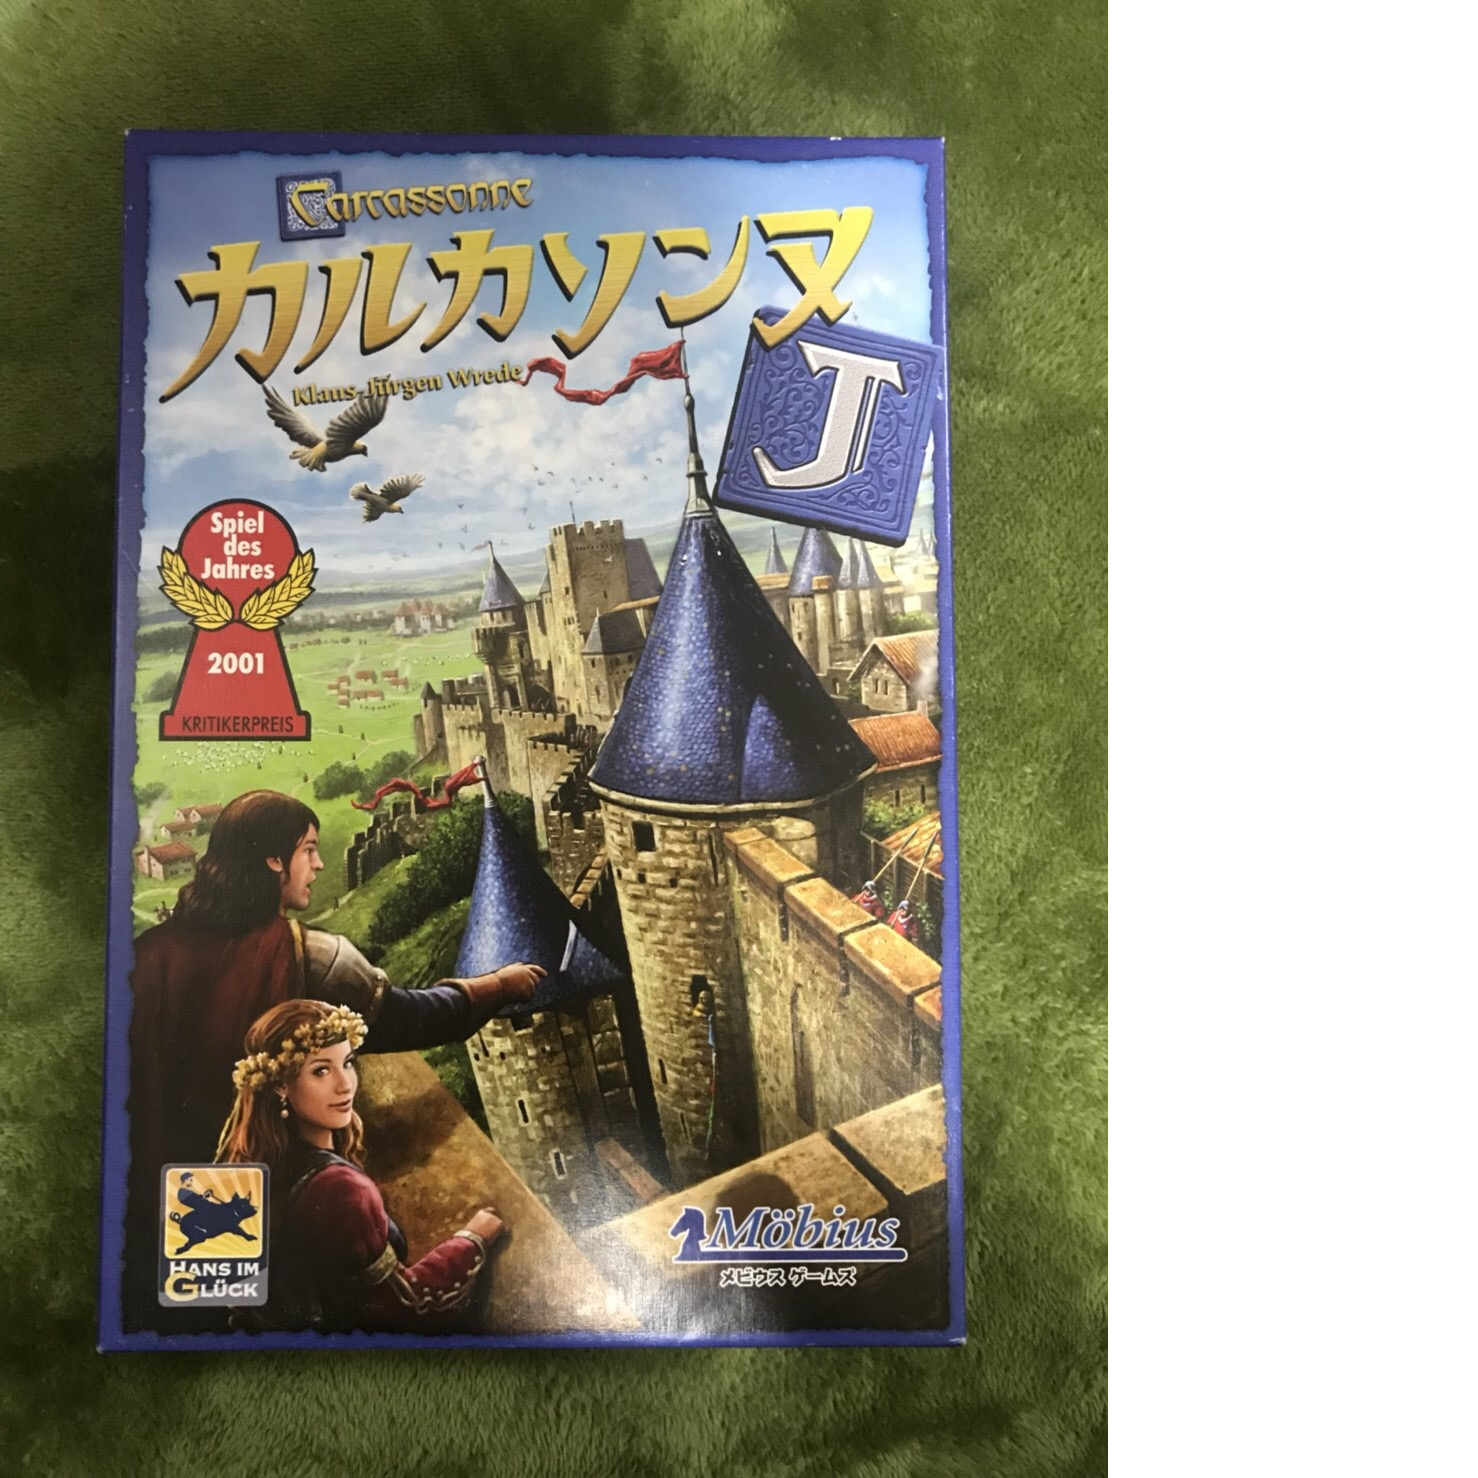 Carcassonne
カルカソンヌ
J
Klaus-Jürgen Wrede
Spiel
des
Jahres
2001
KRITIKERPREIS
HANS IM
GLÜCK
Möbius
メビウス ゲームズ